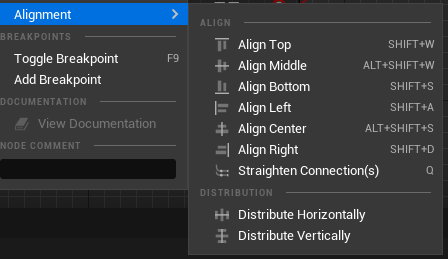 Alignment
BREAKPOINTS
Toggle Breakpoint F9
Add Breakpoint
DOCUMENTATION
View Documentation
NODE COMMENT
ALIGN
Align Top SHIFT+W
Align Middle ALT+SHIFT+W
Align Bottom SHIFT+S
Align Left SHIFT+A
Align Center ALT+SHIFT+S
Align Right SHIFT+D
Straighten Connection(s) Q
DISTRIBUTION
Distribute Horizontally
Distribute Vertically